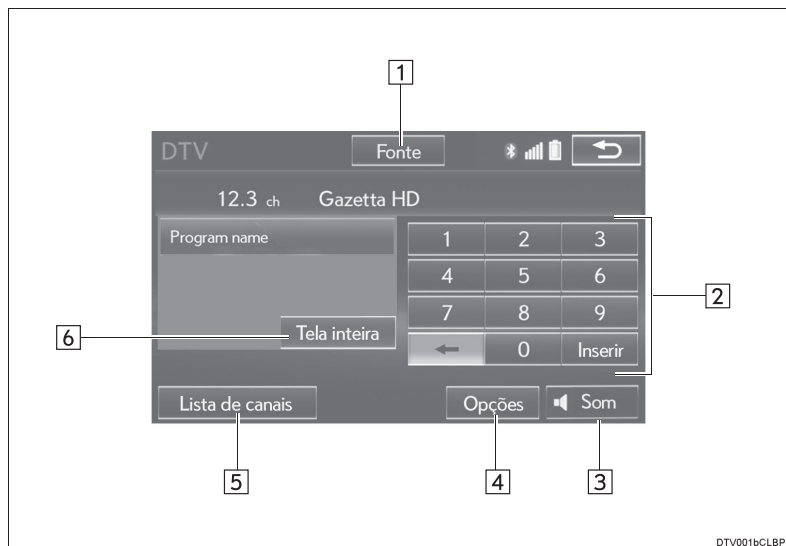 1
DTV Fonte
12.3 ch Gazetta HD
Program name
1 2 3
4 5 6
7 8 9
0 Inserir
2
6
Tela inteira
Lista de canais Opções Som
5 4 3
DTV001bCLBP